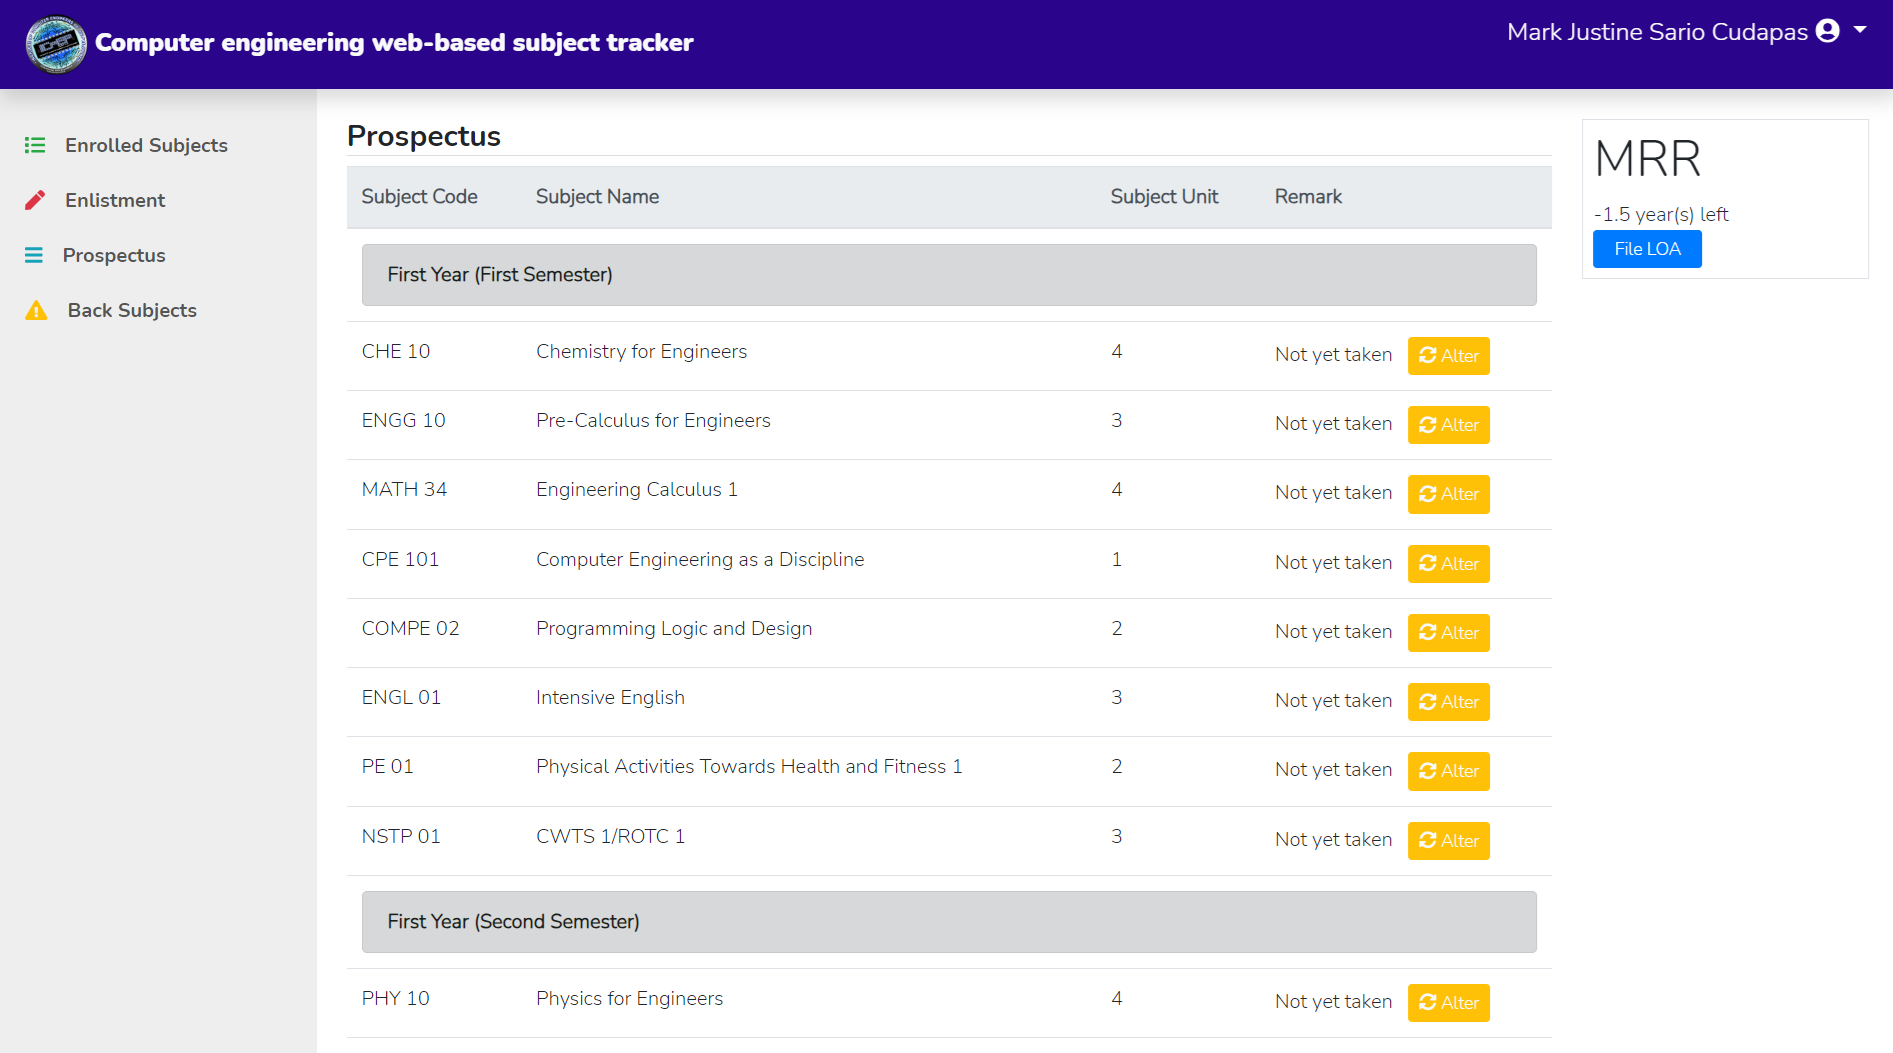 Computer engineering web-based subject tracker
Mark Justine Sario Cudapas
Enrolled Subjects
Enlistment
Prospectus
Back Subjects
Prospectus
Subject Code Subject Name Subject Unit Remark
First Year (First Semester)
CHE 10 Chemistry for Engineers 4 Not yet taken Alter
ENGG 10 Pre-Calculus for Engineers 3 Not yet taken Alter
MATH 34 Engineering Calculus 1 4 Not yet taken Alter
CPE 101 Computer Engineering as a Discipline 1 Not yet taken Alter
COMPE 02 Programming Logic and Design 2 Not yet taken Alter
ENGL 01 Intensive English 3 Not yet taken Alter
PE 01 Physical Activities Towards Health and Fitness 1 2 Not yet taken Alter
NSTP 01 CWTS 1/ROTC 1 3 Not yet taken Alter
First Year (Second Semester)
PHY 10 Physics for Engineers 4 Not yet taken Alter
MRR
-1.5 year(s) left
File LOA